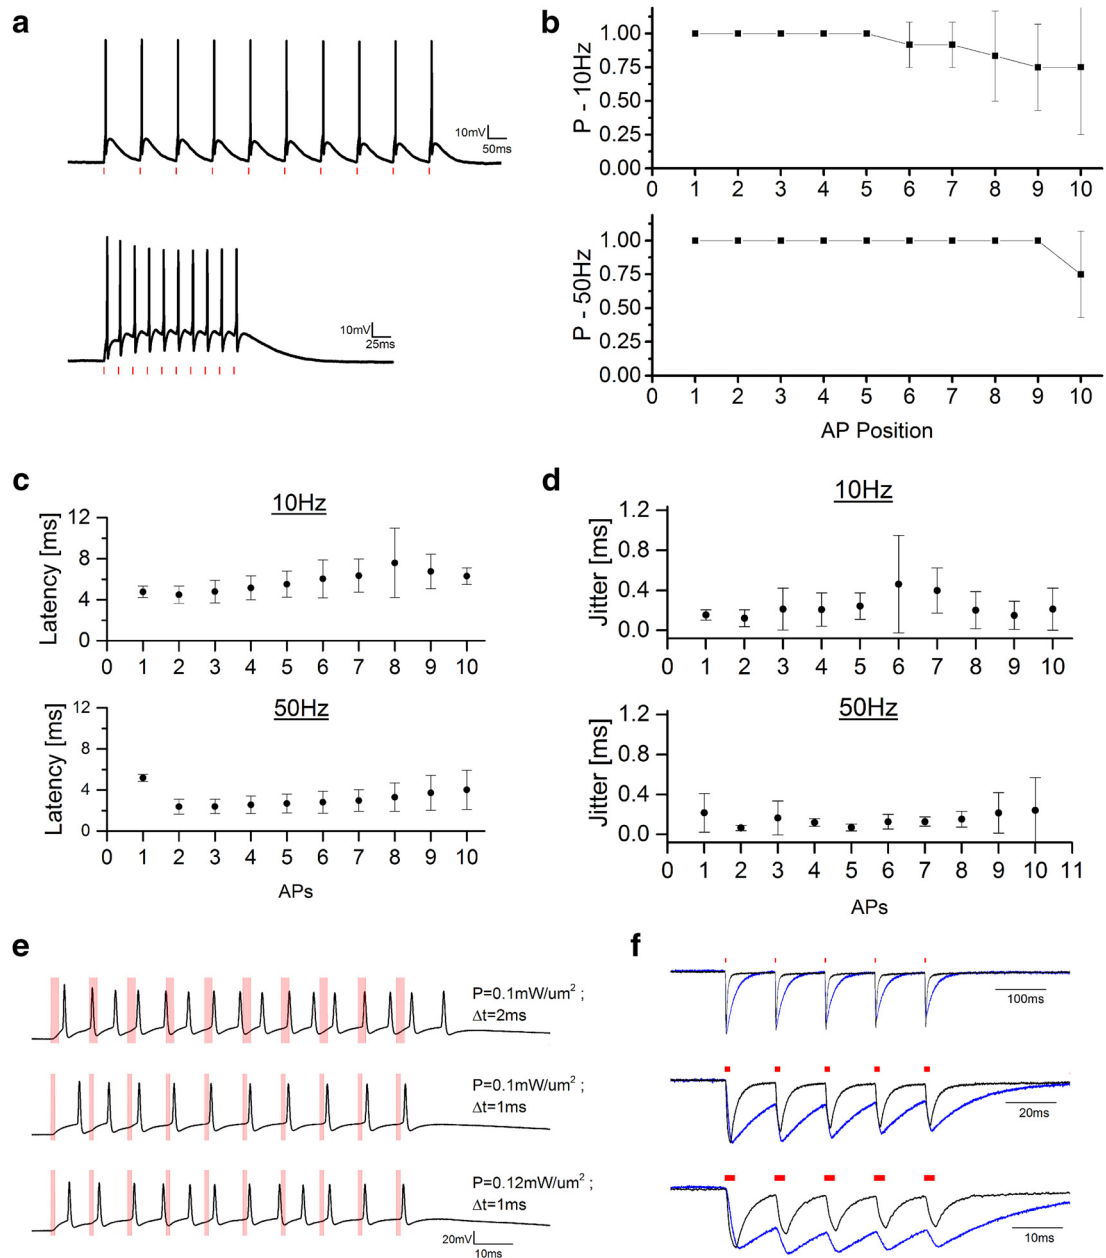 a
10mV
50ms
10mV
25ms
b
P - 10Hz
1.00
0.75
0.50
0.25
0.00
0 1 2 3 4 5 6 7 8 9 10
P - 50Hz
1.00
0.75
0.50
0.25
0.00
0 1 2 3 4 5 6 7 8 9 10
AP Position
c
10Hz
Latency [ms]
12
8
4
0
0 1 2 3 4 5 6 7 8 9 10
50Hz
Latency [ms]
12
8
4
0
0 1 2 3 4 5 6 7 8 9 10
APs
d
10Hz
Jitter [ms]
1.2
0.8
0.4
0.0
0 1 2 3 4 5 6 7 8 9 10
50Hz
Jitter [ms]
1.2
0.8
0.4
0.0
0 1 2 3 4 5 6 7 8 9 10 11
APs
e
P=0.1mW/um² ;
Δt=2ms
P=0.1mW/um² ;
Δt=1ms
P=0.12mW/um² ;
Δt=1ms
20mV
10ms
f
100ms
20ms
10ms